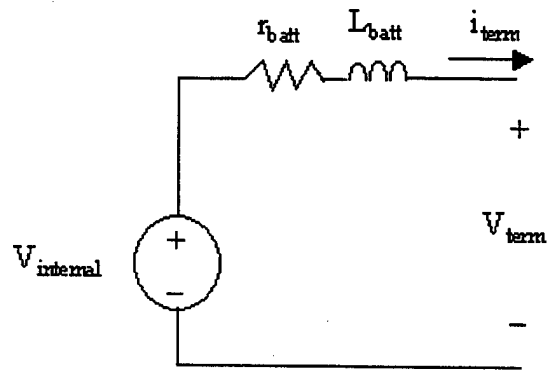 r_batt L_batt i_term
+
V_internal + V_term
−
−